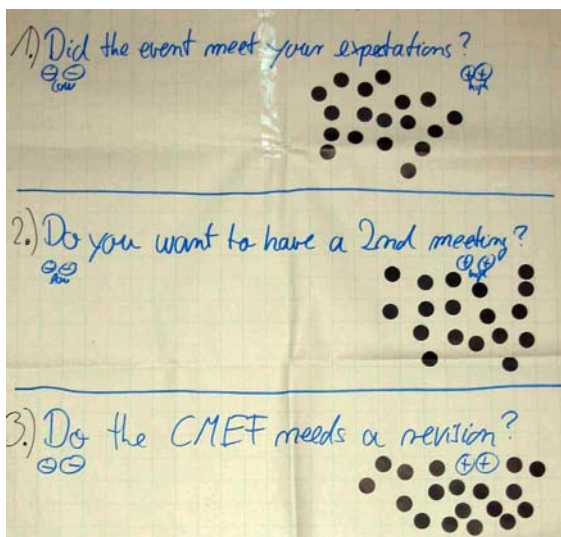 1.) Did the event meet your expetations?
⊖⊖ ⊕⊕
low high
2.) Do you want to have a 2nd meeting?
⊖⊖ ⊕⊕
low high
3.) Do the CMEF needs a revision?
⊖⊖ ⊕⊕